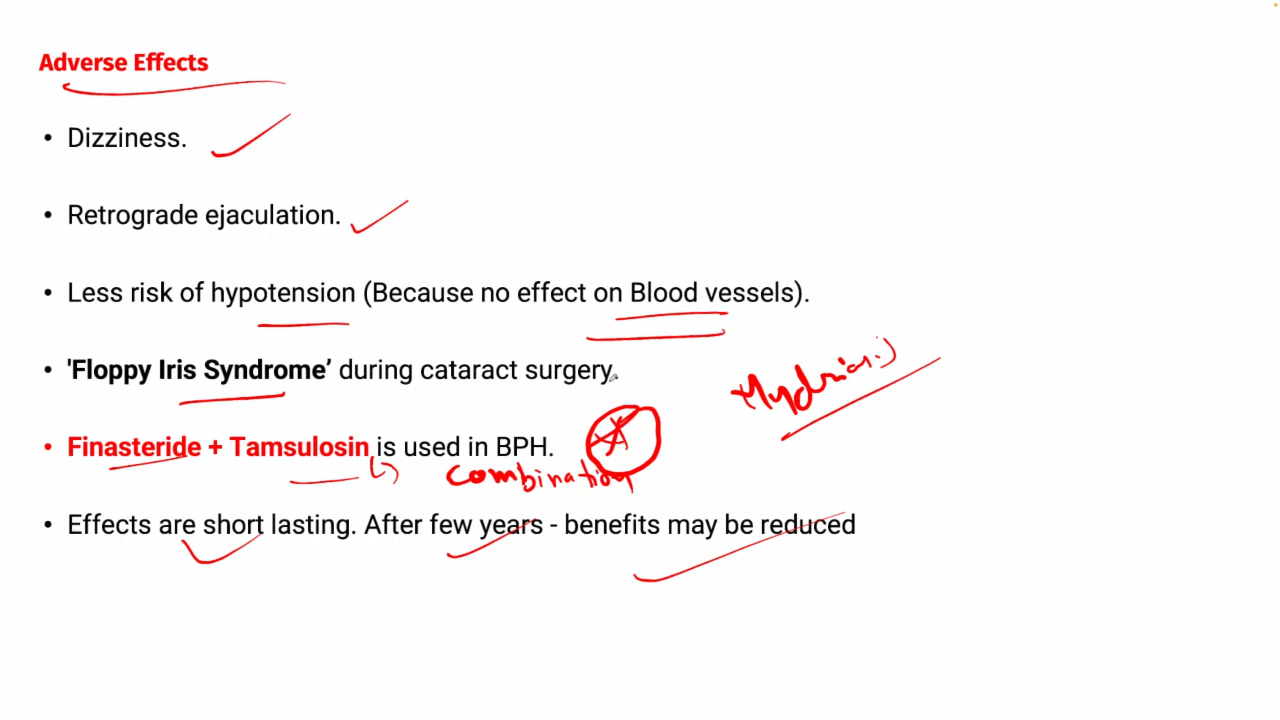 Adverse Effects
• Dizziness.
• Retrograde ejaculation.
• Less risk of hypotension (Because no effect on Blood vessels).
• 'Floppy Iris Syndrome’ during cataract surgery,
Mydriasis
• Finasteride + Tamsulosin is used in BPH.
combination
• Effects are short lasting. After few years - benefits may be reduced